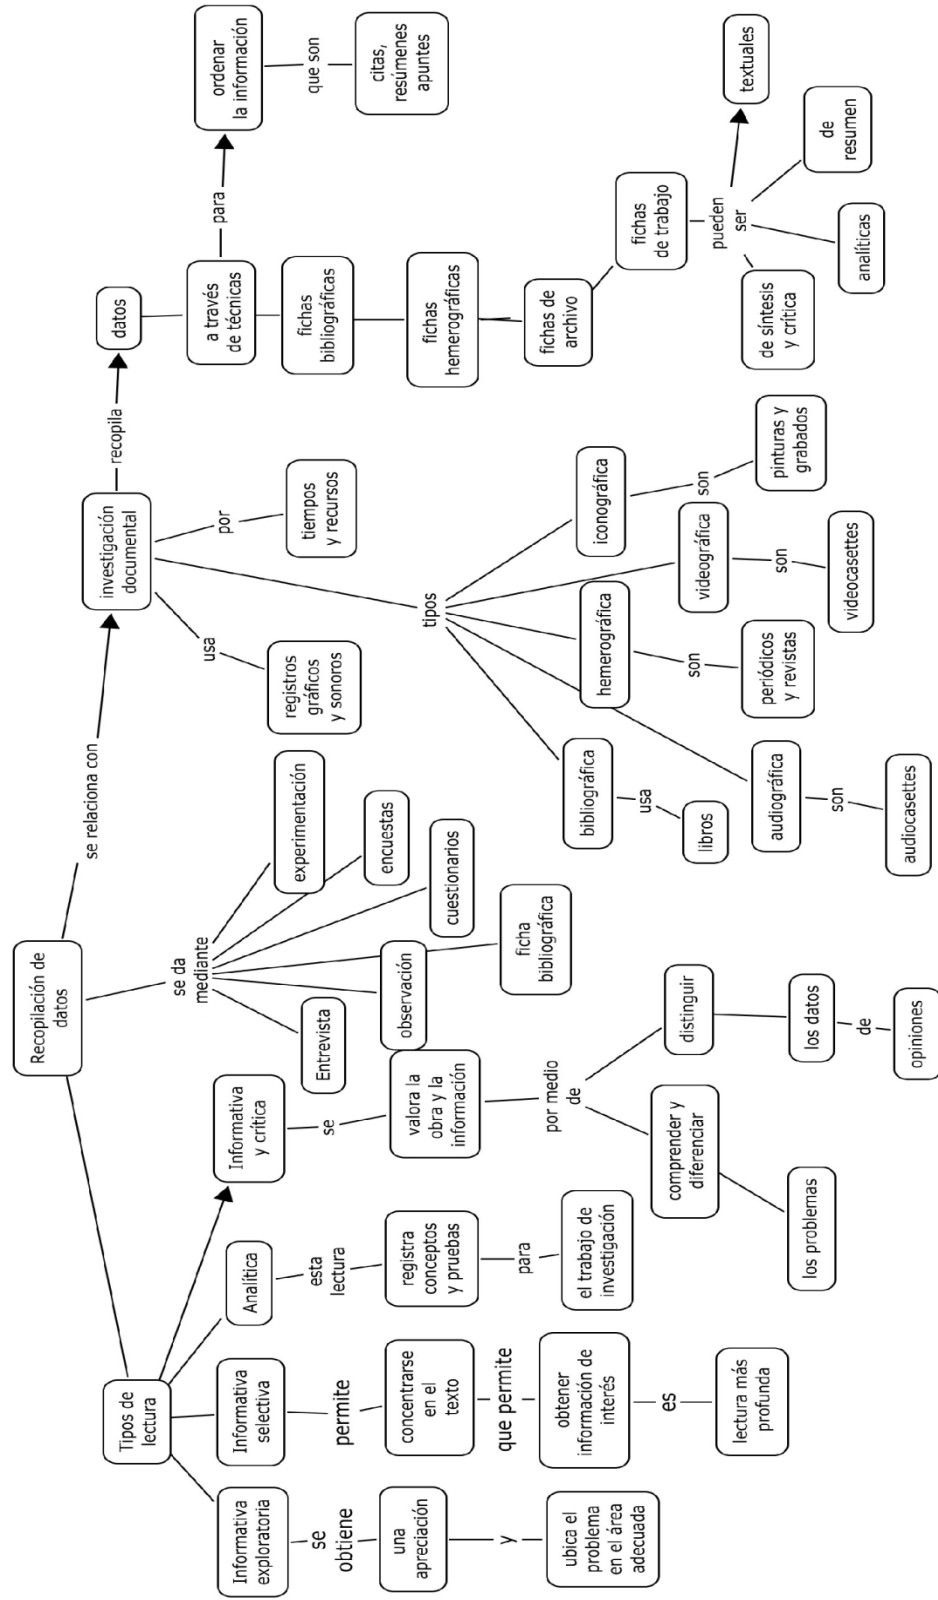 Recopilación de
datos
se relaciona con
investigación
documental
recopila
datos
a través
de técnicas
para
ordenar
la información
que son
citas,
resúmenes
apuntes
fichas
bibliográficas
fichas
hemerográficas
fichas de
archivo
fichas
de trabajo
pueden
ser
textuales
de
resumen
analíticas
de síntesis
y crítica
por
tiempos
y recursos
usa
registros
gráficos
y sonoros
tipos
iconográfica
son
pinturas y
grabados
videográfica
son
videocasettes
hemerográfica
son
periódicos
y revistas
audiográfica
son
audiocasettes
bibliográfica
usa
libros
se da
mediante
experimentación
encuestas
cuestionarios
ficha
bibliográfica
observación
Entrevista
Tipos de
lectura
Informativa
y crítica
se
valora la
obra y la
información
por medio
de
distinguir
los datos
de
opiniones
comprender y
diferenciar
los problemas
Analítica
esta
lectura
registra
conceptos
y pruebas
para
el trabajo de
investigación
Informativa
selectiva
permite
concentrarse
en el
texto
que permite
obtener
información de
interés
es
lectura más
profunda
Informativa
exploratoria
se
obtiene
una
apreciación
y
ubica el
problema
en el área
adecuada